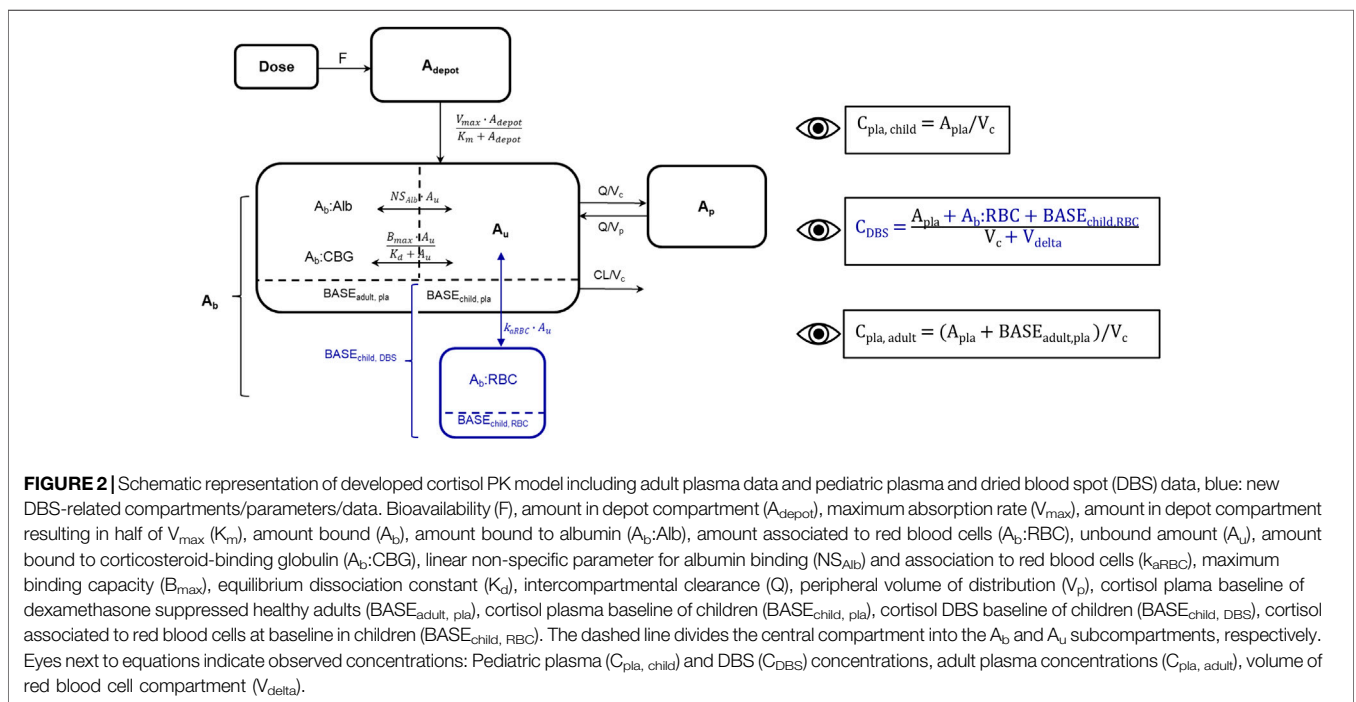 Dose
F
A_depot
V_max · A_depot
K_m + A_depot
A_b:Alb
NS_Alb · A_u
A_u
A_b:CBG
B_max · A_u
K_d + A_u
BASE_adult, pla
BASE_child, pla
A_b
Q/V_c
Q/V_p
A_p
CL/V_c
k_aRBC · A_u
BASE_child, DBS
A_b:RBC
BASE_child, RBC
C_pla, child = A_pla/V_c
C_DBS = (A_pla + A_b:RBC + BASE_child,RBC)/(V_c + V_delta)
C_pla, adult = (A_pla + BASE_adult,pla)/V_c
FIGURE 2 | Schematic representation of developed cortisol PK model including adult plasma data and pediatric plasma and dried blood spot (DBS) data, blue: new
DBS-related compartments/parameters/data. Bioavailability (F), amount in depot compartment (A_depot), maximum absorption rate (V_max), amount in depot compartment
resulting in half of V_max (K_m), amount bound (A_b), amount bound to albumin (A_b:Alb), amount associated to red blood cells (A_b:RBC), unbound amount (A_u), amount
bound to corticosteroid-binding globulin (A_b:CBG), linear non-specific parameter for albumin binding (NS_Alb) and association to red blood cells (k_aRBC), maximum
binding capacity (B_max), equilibrium dissociation constant (K_d), intercompartmental clearance (Q), peripheral volume of distribution (V_p), cortisol plama baseline of
dexamethasone suppressed healthy adults (BASE_adult, pla), cortisol plasma baseline of children (BASE_child, pla), cortisol DBS baseline of children (BASE_child, DBS), cortisol
associated to red blood cells at baseline in children (BASE_child, RBC). The dashed line divides the central compartment into the A_b and A_u subcompartments, respectively.
Eyes next to equations indicate observed concentrations: Pediatric plasma (C_pla, child) and DBS (C_DBS) concentrations, adult plasma concentrations (C_pla, adult), volume of
red blood cell compartment (V_delta).